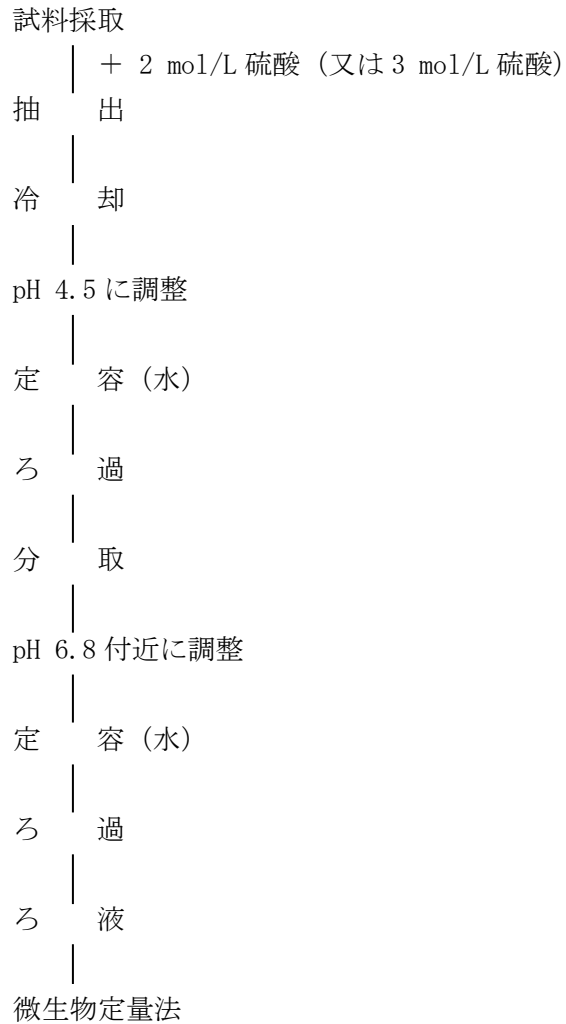 試料採取
+ 2 mol/L 硫酸（又は 3 mol/L 硫酸）
抽 出
冷 却
pH 4.5 に調整
定 容（水）
ろ 過
分 取
pH 6.8 付近に調整
定 容（水）
ろ 過
ろ 液
微生物定量法